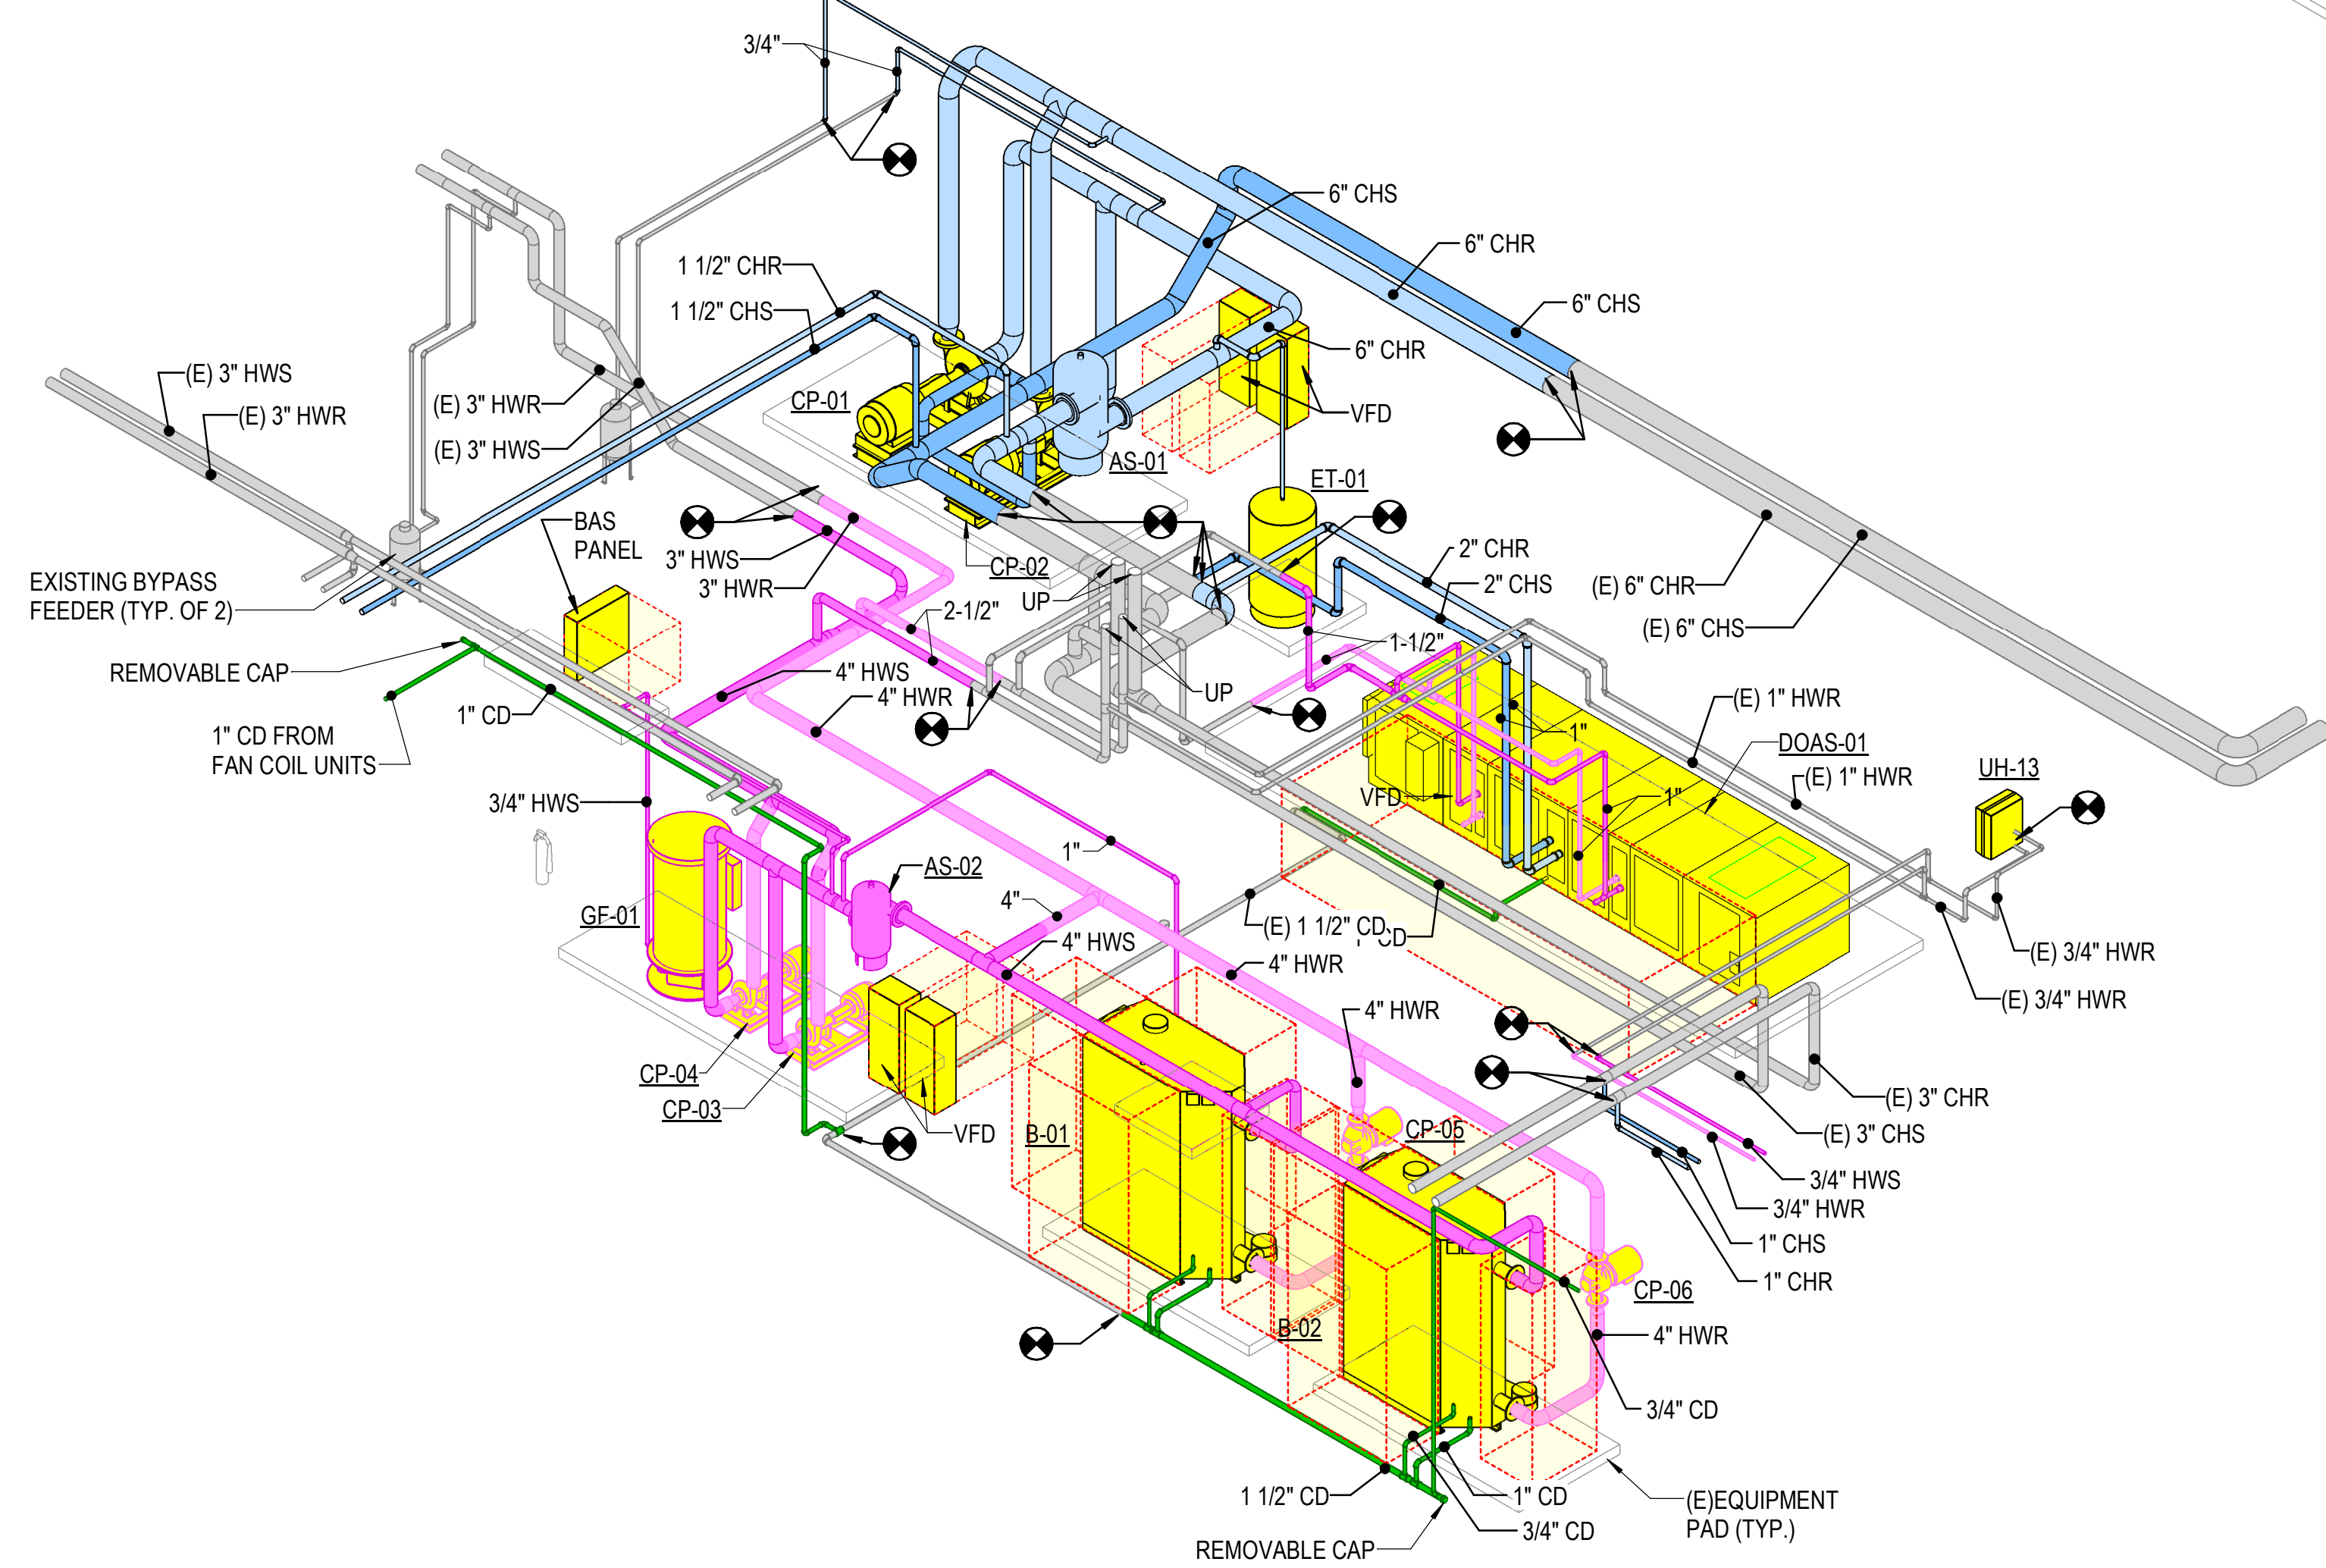 3/4"
6" CHS
6" CHR
1 1/2" CHR
1 1/2" CHS
6" CHS
6" CHR
(E) 3" HWS
(E) 3" HWR
(E) 3" HWR
(E) 3" HWS
CP-01
VFD
AS-01
ET-01
BAS
PANEL
3" HWS
3" HWR
CP-02
UP
2" CHR
2" CHS
(E) 6" CHR
(E) 6" CHS
EXISTING BYPASS
FEEDER (TYP. OF 2)
2-1/2"
1-1/2"
REMOVABLE CAP
4" HWS
4" HWR
UP
1" CD
1" CD FROM
FAN COIL UNITS
(E) 1" HWR
1"
DOAS-01
(E) 1" HWR
UH-13
3/4" HWS
VFD
1"
1"
AS-02
GF-01
4"
(E) 1 1/2" CD
CD
4" HWS
4" HWR
(E) 3/4" HWR
(E) 3/4" HWR
4" HWR
CP-04
CP-03
VFD
B-01
CP-05
(E) 3" CHR
(E) 3" CHS
3/4" HWS
3/4" HWR
1" CHS
1" CHR
CP-06
B-02
4" HWR
3/4" CD
1 1/2" CD
1" CD
3/4" CD
(E)EQUIPMENT
PAD (TYP.)
REMOVABLE CAP